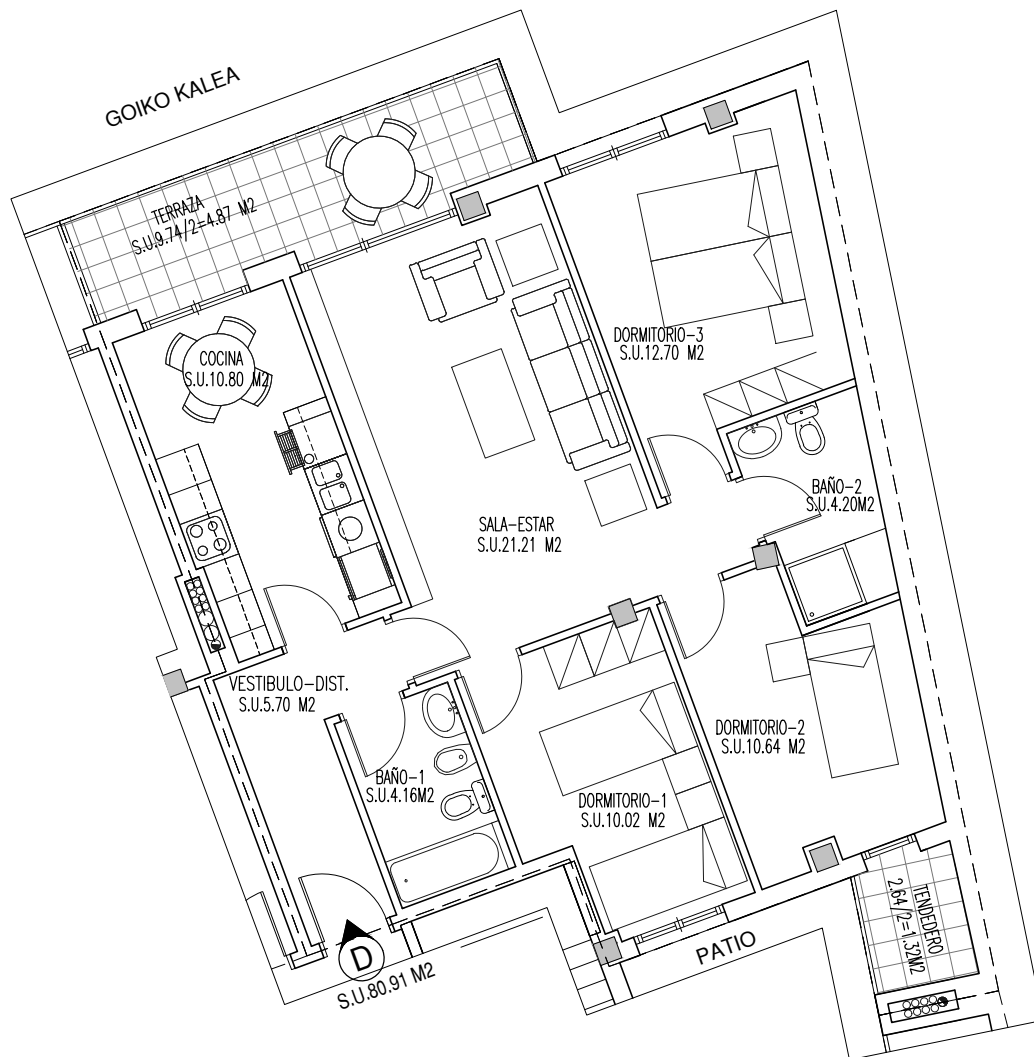 GOIKO KALEA
TERRAZA
S.U.9.74/2=4.87 M2
DORMITORIO-3
S.U.12.70 M2
COCINA
S.U.10.80 M2
BAÑO-2
S.U.4.20M2
SALA-ESTAR
S.U.21.21 M2
VESTIBULO-DIST.
S.U.5.70 M2
DORMITORIO-2
S.U.10.64 M2
BAÑO-1
S.U.4.16M2
DORMITORIO-1
S.U.10.02 M2
TENDEDERO
2.64/2=1.32M2
PATIO
D
S.U.80.91 M2